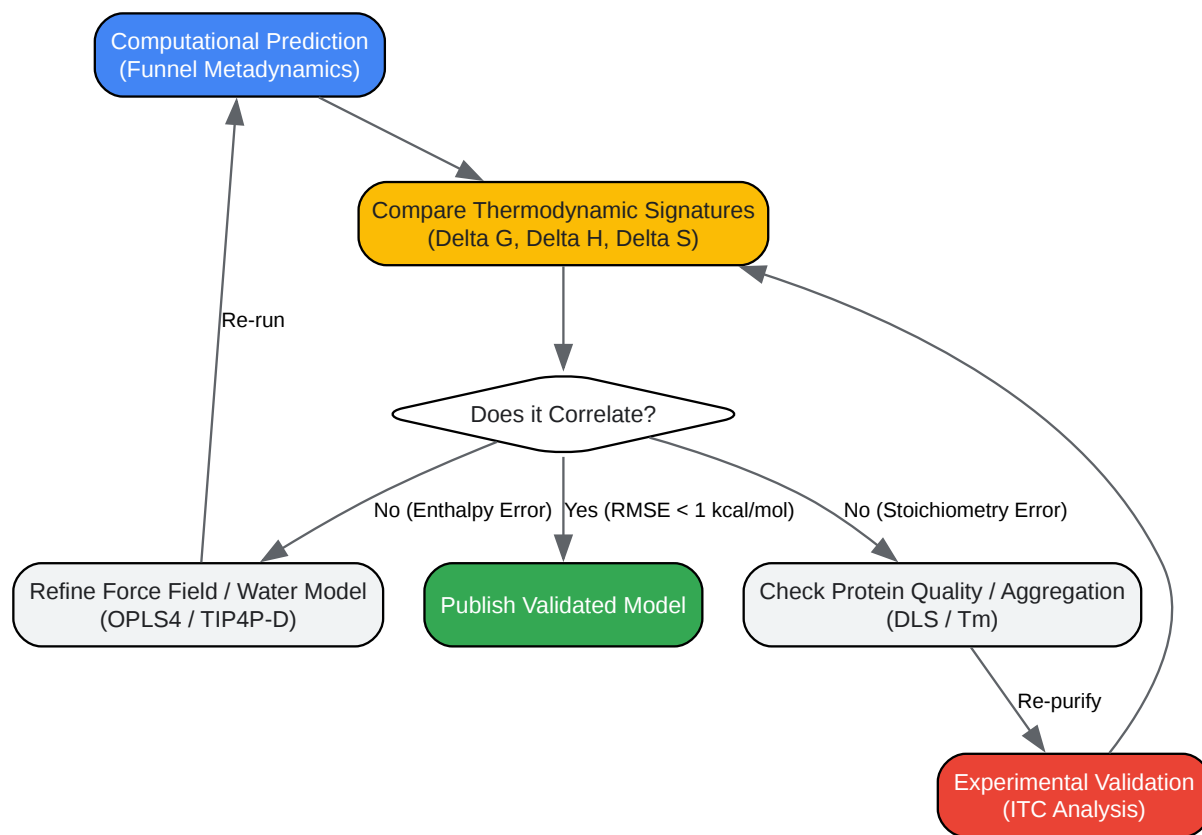 Computational Prediction
(Funnel Metadynamics)
Compare Thermodynamic Signatures
(Delta G, Delta H, Delta S)
Re-run
Does it Correlate?
No (Enthalpy Error)
Yes (RMSE < 1 kcal/mol)
No (Stoichiometry Error)
Refine Force Field / Water Model
(OPLS4 / TIP4P-D)
Publish Validated Model
Check Protein Quality / Aggregation
(DLS / Tm)
Re-purify
Experimental Validation
(ITC Analysis)